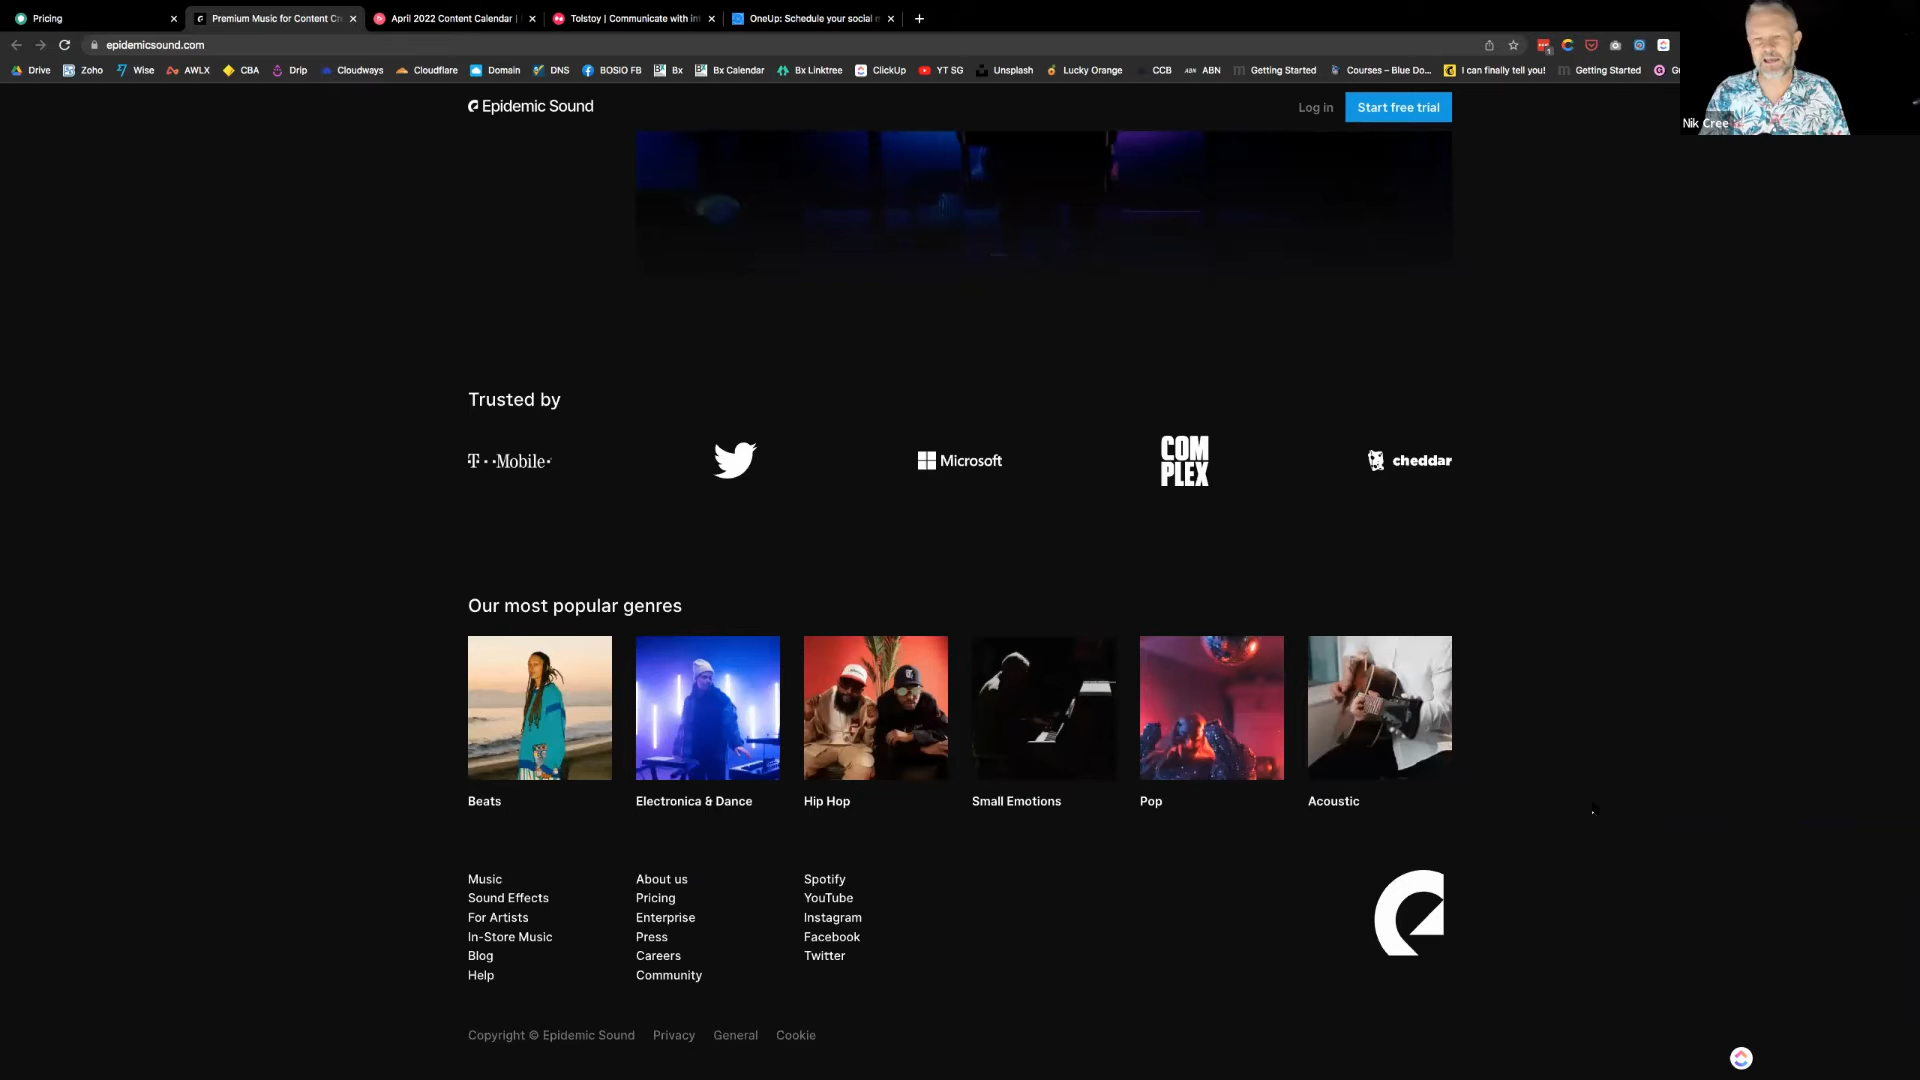 Pricing
Premium Music for Content Cr
April 2022 Content Calendar |
Tolstoy | Communicate with in
OneUp: Schedule your social m
epidemicsound.com
Drive
Zoho
Wise
AWLX
CBA
Drip
Cloudways
Cloudflare
Domain
DNS
BOSIO FB
Bx
Bx Calendar
Bx Linktree
ClickUp
YT SG
Unsplash
Lucky Orange
CCB
ABN ABN
Getting Started
Courses – Blue Do...
I can finally tell you!
Getting Started
Nik Cree
Epidemic Sound
Log in
Start free trial
Trusted by
T··Mobile·
Microsoft
COM
PLEX
cheddar
Our most popular genres
Beats
Electronica & Dance
Hip Hop
Small Emotions
Pop
Acoustic
Music
Sound Effects
For Artists
In-Store Music
Blog
Help
About us
Pricing
Enterprise
Press
Careers
Community
Spotify
YouTube
Instagram
Facebook
Twitter
Copyright © Epidemic Sound
Privacy
General
Cookie